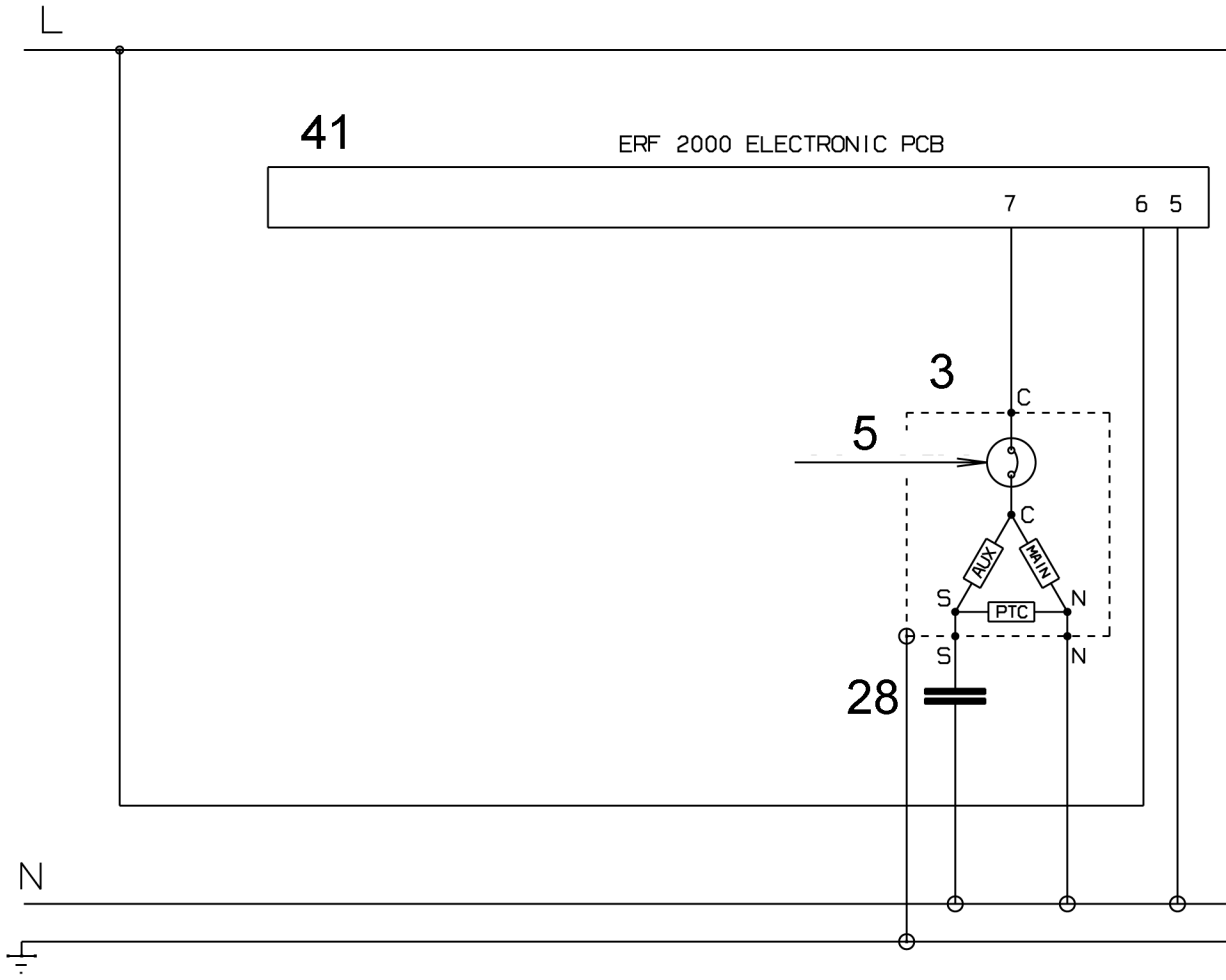 L
41
ERF 2000 ELECTRONIC PCB
7 6 5
3
C
5
C
AUX MAIN
S PTC N
S N
28
N